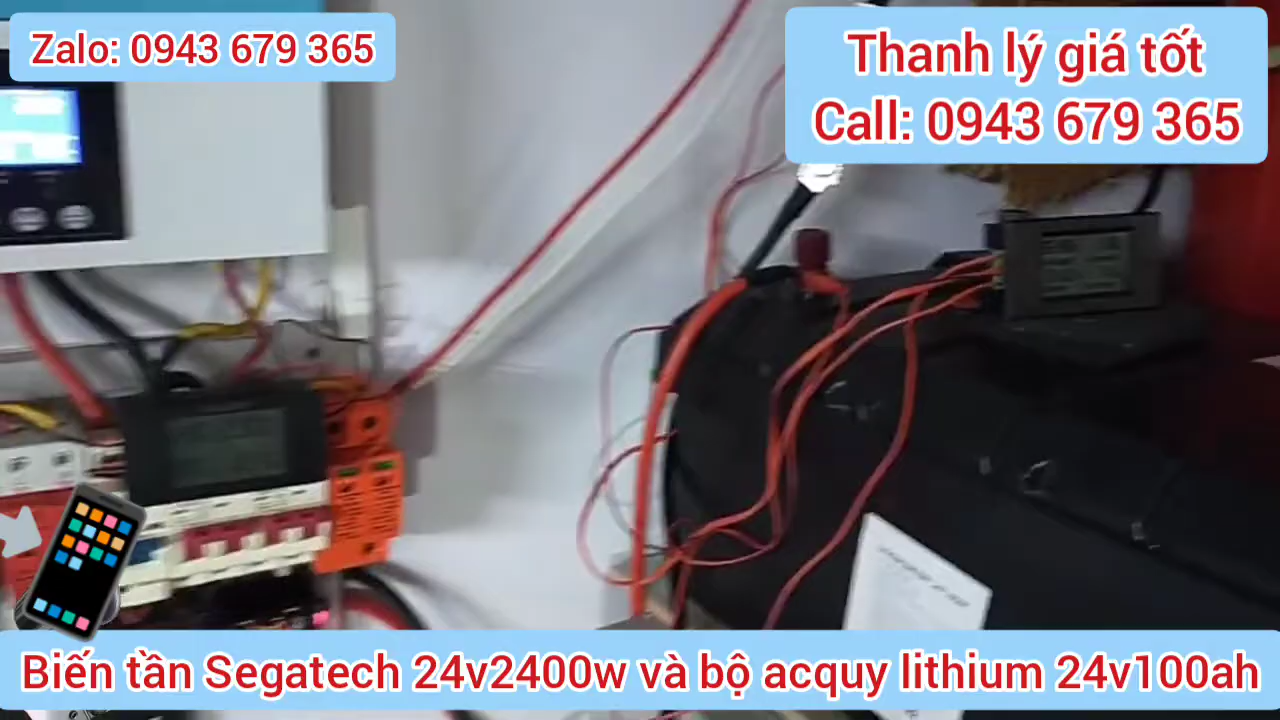 Zalo: 0943 679 365
Thanh lý giá tốt
Call: 0943 679 365
Biến tần Segatech 24v2400w và bộ acquy lithium 24v100ah